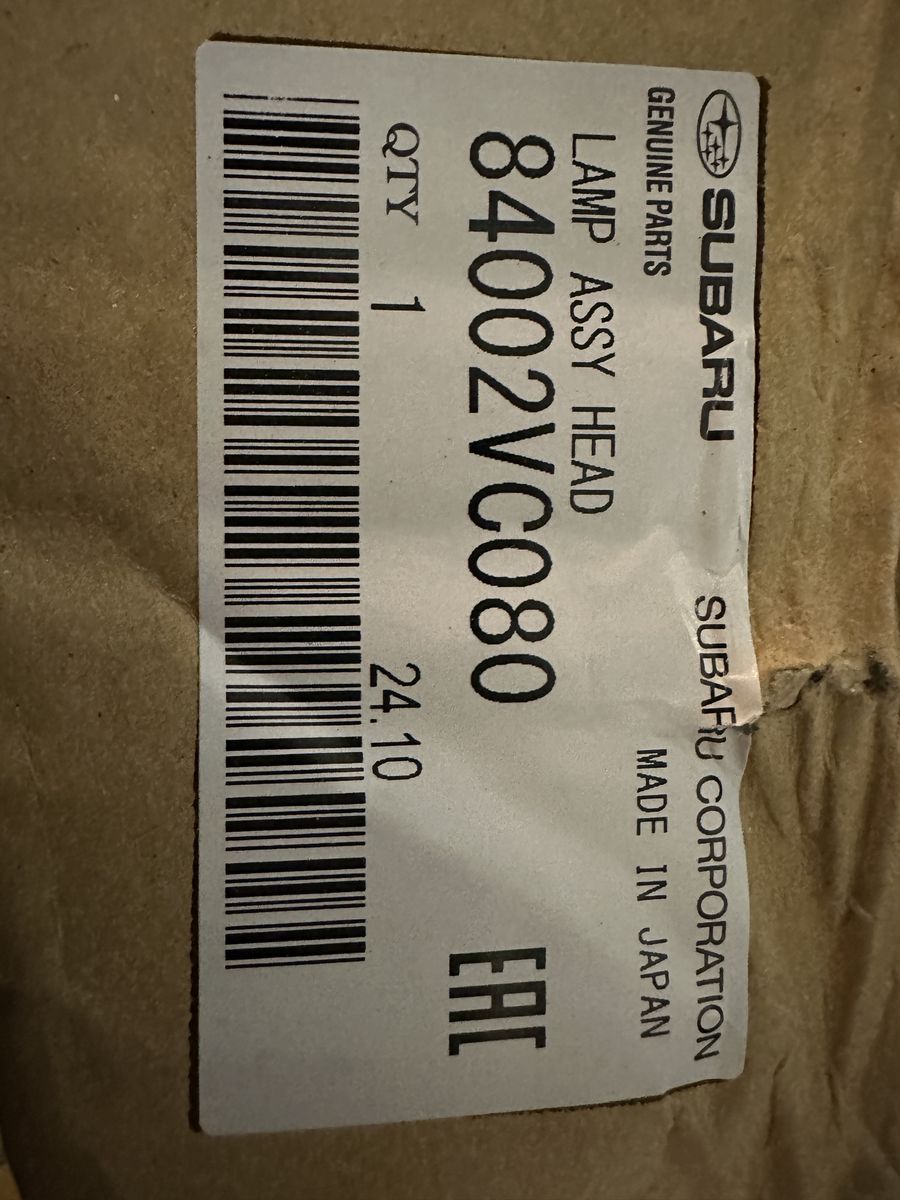 SUBARU SUBARU CORPORATION
GENUINE PARTS MADE IN JAPAN
LAMP ASSY HEAD
84002VC080
EAC
QTY 1 24.10